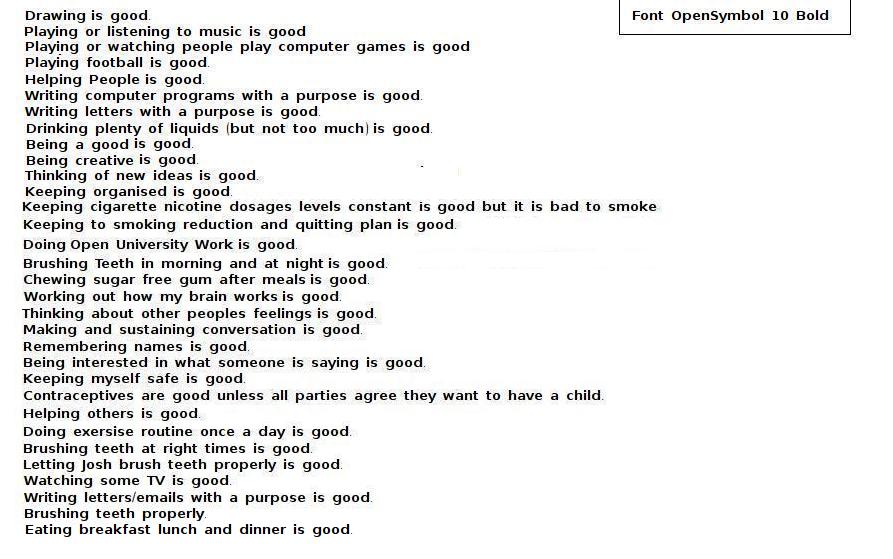 Drawing is good.
Font OpenSymbol 10 Bold
Playing or listening to music is good
Playing or watching people play computer games is good
Playing football is good.
Helping People is good.
Writing computer programs with a purpose is good.
Writing letters with a purpose is good.
Drinking plenty of liquids (but not too much) is good.
Being a good is good.
Being creative is good.
Thinking of new ideas is good.
Keeping organised is good.
Keeping cigarette nicotine dosages levels constant is good but it is bad to smoke
Keeping to smoking reduction and quitting plan is good.
Doing Open University Work is good.
Brushing Teeth in morning and at night is good.
Chewing sugar free gum after meals is good.
Working out how my brain works is good.
Thinking about other peoples feelings is good.
Making and sustaining conversation is good.
Remembering names is good.
Being interested in what someone is saying is good.
Keeping myself safe is good.
Contraceptives are good unless all parties agree they want to have a child.
Helping others is good.
Doing exersise routine once a day is good.
Brushing teeth at right times is good.
Letting Josh brush teeth properly is good.
Watching some TV is good.
Writing letters/emails with a purpose is good.
Brushing teeth properly.
Eating breakfast lunch and dinner is good.